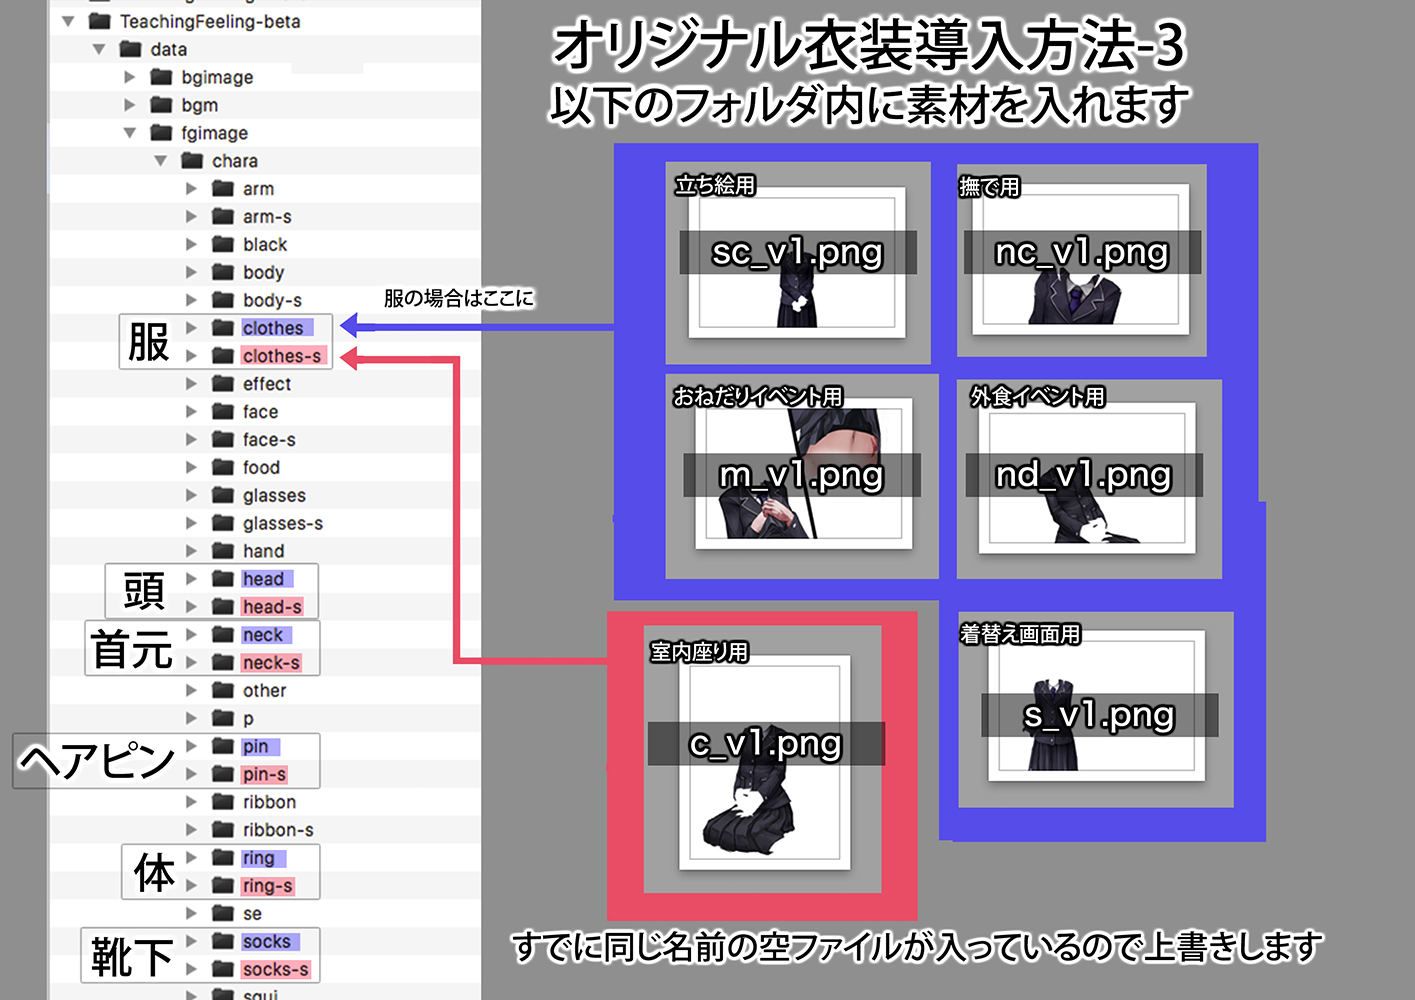 TeachingFeeling-beta
data
bgimage
bgm
fgimage
chara
arm
arm-s
black
body
body-s
服
clothes
clothes-s
effect
face
face-s
food
glasses
glasses-s
hand
頭
head
head-s
首元
neck
neck-s
other
p
ヘアピン
pin
pin-s
ribbon
ribbon-s
体
ring
ring-s
se
靴下
socks
socks-s
オリジナル衣装導入方法-3
以下のフォルダ内に素材を入れます
服の場合はここに
立ち絵用
sc_v1.png
撫で用
nc_v1.png
おねだりイベント用
m_v1.png
外食イベント用
nd_v1.png
室内座り用
c_v1.png
着替え画面用
s_v1.png
すでに同じ名前の空ファイルが入っているので上書きします